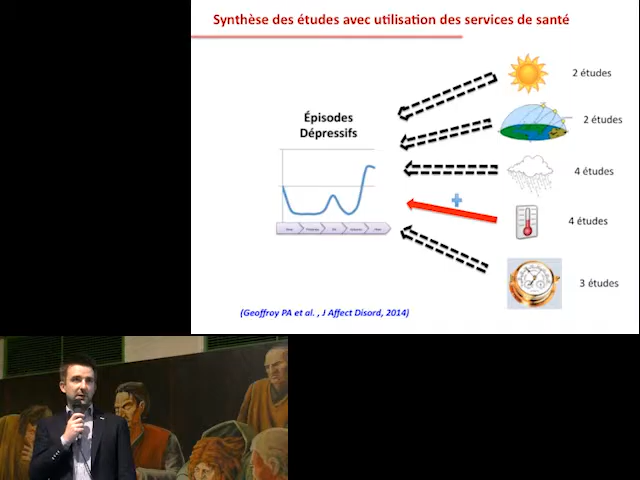 Synthèse des études avec utilisation des services de santé
Épisodes
Dépressifs
2 études
2 études
4 études
+
4 études
3 études
(Geoffroy PA et al. , J Affect Disord, 2014)